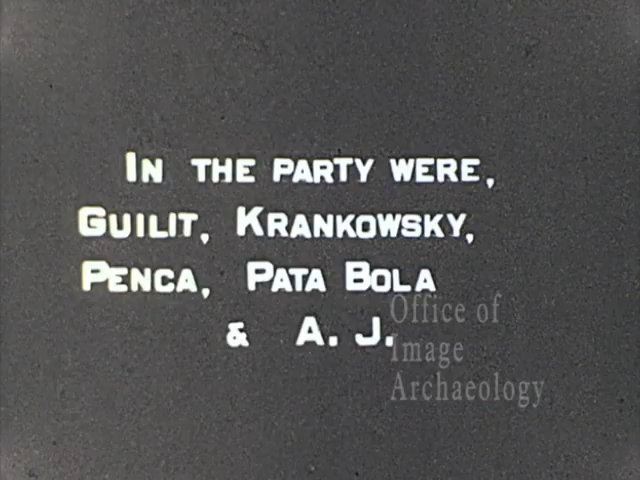 IN THE PARTY WERE,
GUILIT, KRANKOWSKY,
PENCA, PATA BOLA
& A. J.
Office of
Image
Archaeology